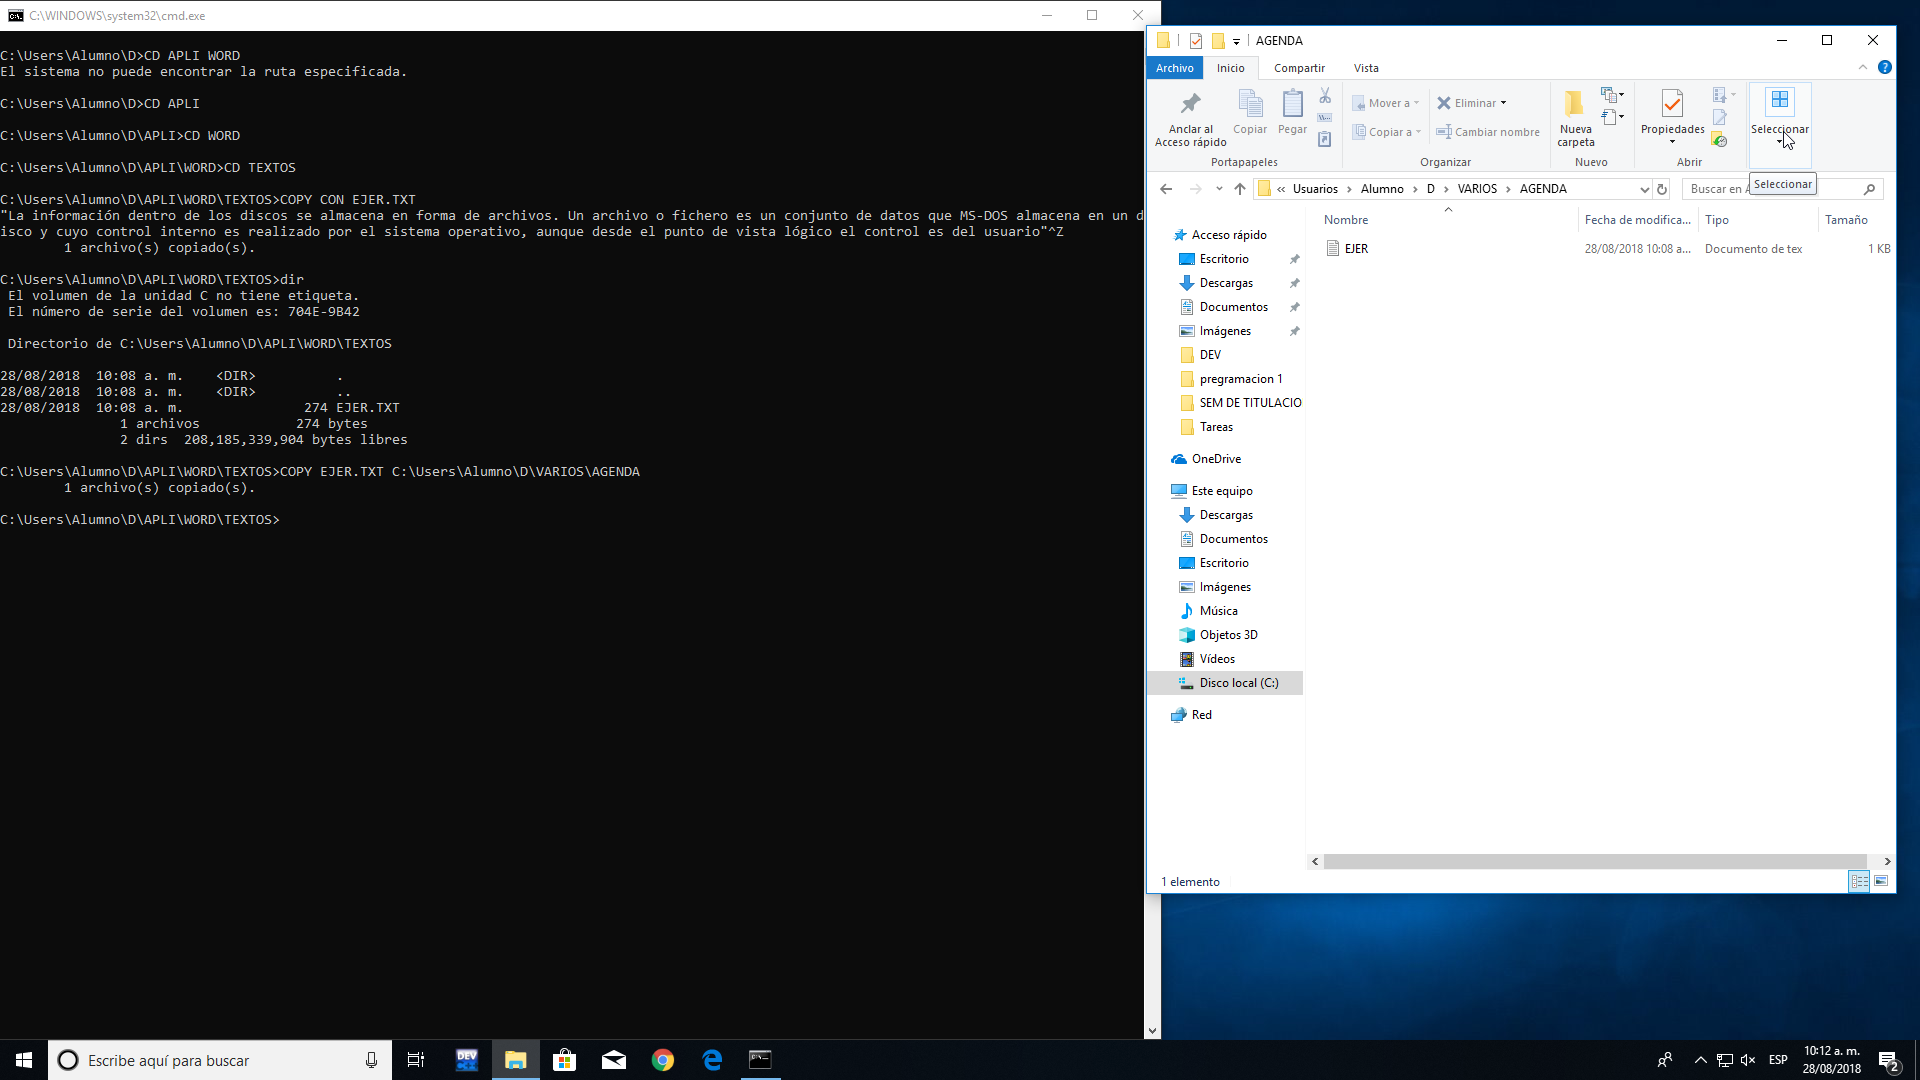 C:\WINDOWS\system32\cmd.exe
C:\Users\Alumno\D>CD APLI WORD
El sistema no puede encontrar la ruta especificada.
C:\Users\Alumno\D>CD APLI
C:\Users\Alumno\D\APLI>CD WORD
C:\Users\Alumno\D\APLI\WORD>CD TEXTOS
C:\Users\Alumno\D\APLI\WORD\TEXTOS>COPY CON EJER.TXT
"La información dentro de los discos se almacena en forma de archivos. Un archivo o fichero es un conjunto de datos que MS-DOS almacena en un d
isco y cuyo control interno es realizado por el sistema operativo, aunque desde el punto de vista lógico el control es del usuario"^Z
        1 archivo(s) copiado(s).
C:\Users\Alumno\D\APLI\WORD\TEXTOS>dir
 El volumen de la unidad C no tiene etiqueta.
 El número de serie del volumen es: 704E-9B42
 Directorio de C:\Users\Alumno\D\APLI\WORD\TEXTOS
28/08/2018  10:08 a. m.    <DIR>          .
28/08/2018  10:08 a. m.    <DIR>          ..
28/08/2018  10:08 a. m.               274 EJER.TXT
               1 archivos            274 bytes
               2 dirs  208,185,339,904 bytes libres
C:\Users\Alumno\D\APLI\WORD\TEXTOS>COPY EJER.TXT C:\Users\Alumno\D\VARIOS\AGENDA
        1 archivo(s) copiado(s).
C:\Users\Alumno\D\APLI\WORD\TEXTOS>
AGENDA
Archivo Inicio Compartir Vista
Anclar al
Acceso rápido
Copiar
Pegar
Portapapeles
Mover a
Copiar a
Eliminar
Cambiar nombre
Organizar
Nueva
carpeta
Nuevo
Propiedades
Abrir
Seleccionar
« Usuarios > Alumno > D > VARIOS > AGENDA
Buscar en A
Seleccionar
Nombre Fecha de modifica... Tipo Tamaño
EJER 28/08/2018 10:08 a... Documento de tex 1 KB
Acceso rápido
Escritorio
Descargas
Documentos
Imágenes
DEV
pregramacion 1
SEM DE TITULACIO
Tareas
OneDrive
Este equipo
Descargas
Documentos
Escritorio
Imágenes
Música
Objetos 3D
Vídeos
Disco local (C:)
Red
1 elemento
Escribe aquí para buscar
DEV
ESP
10:12 a. m.
28/08/2018
2